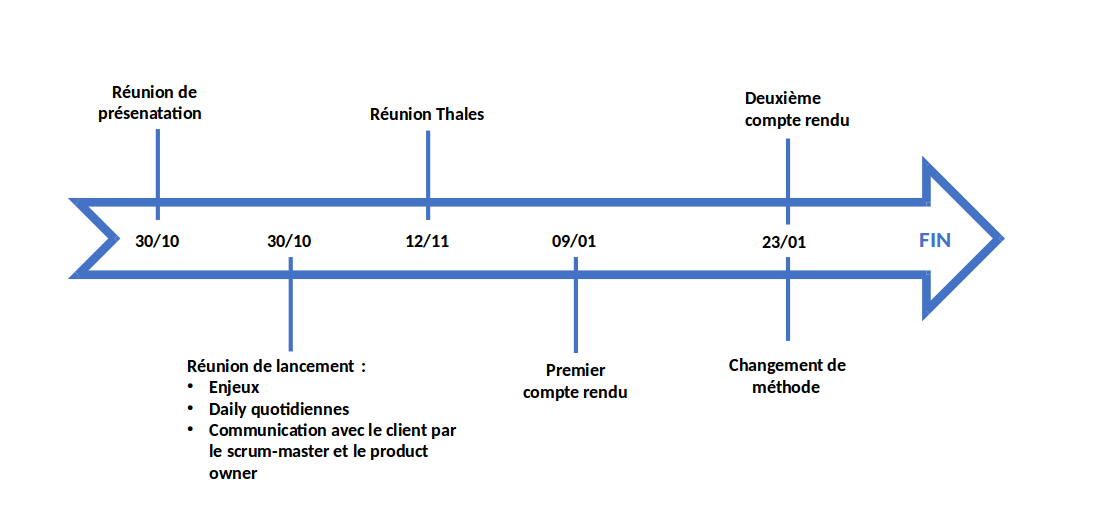 Réunion de
présenatation
Réunion Thales
Deuxième
compte rendu
30/10
30/10
12/11
09/01
23/01
FIN
Réunion de lancement :
• Enjeux
• Daily quotidiennes
• Communication avec le client par
le scrum-master et le product
owner
Premier
compte rendu
Changement de
méthode